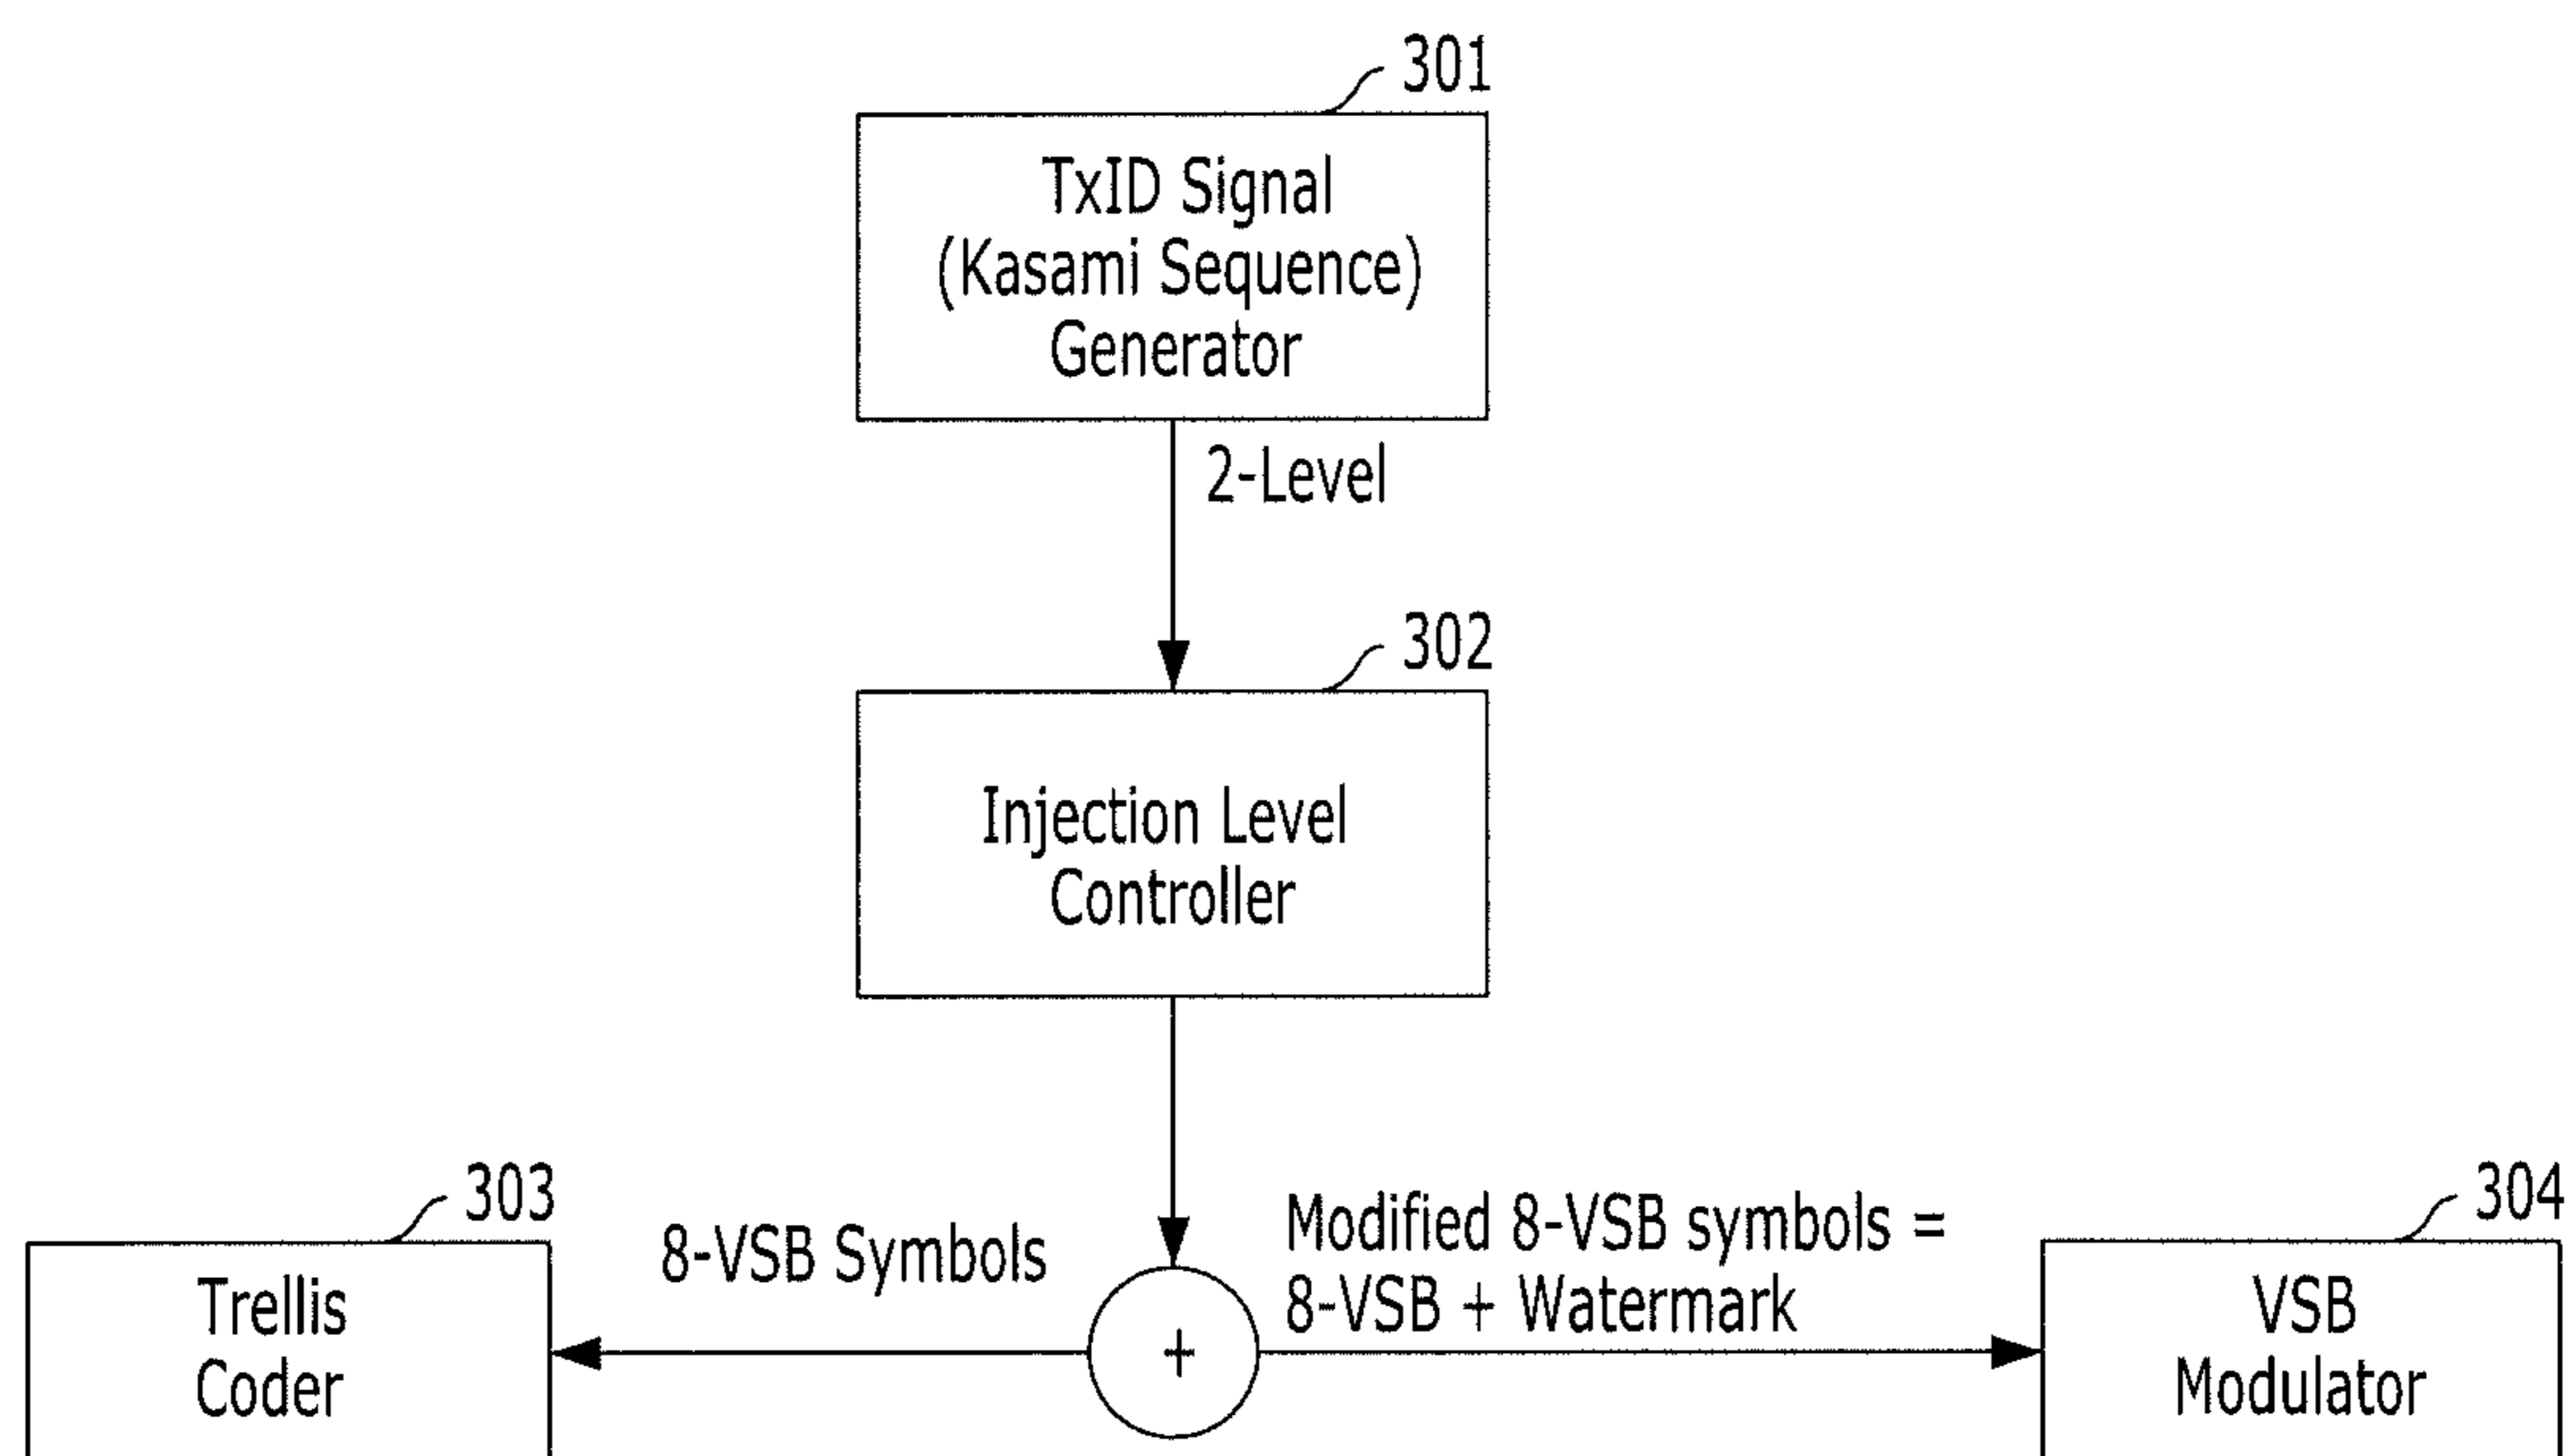 301
TxID Signal
(Kasami Sequence)
Generator
2-Level
302
Injection Level
Controller
303
8-VSB Symbols
Modified 8-VSB symbols =
8-VSB + Watermark
304
Trellis
Coder
+
VSB
Modulator